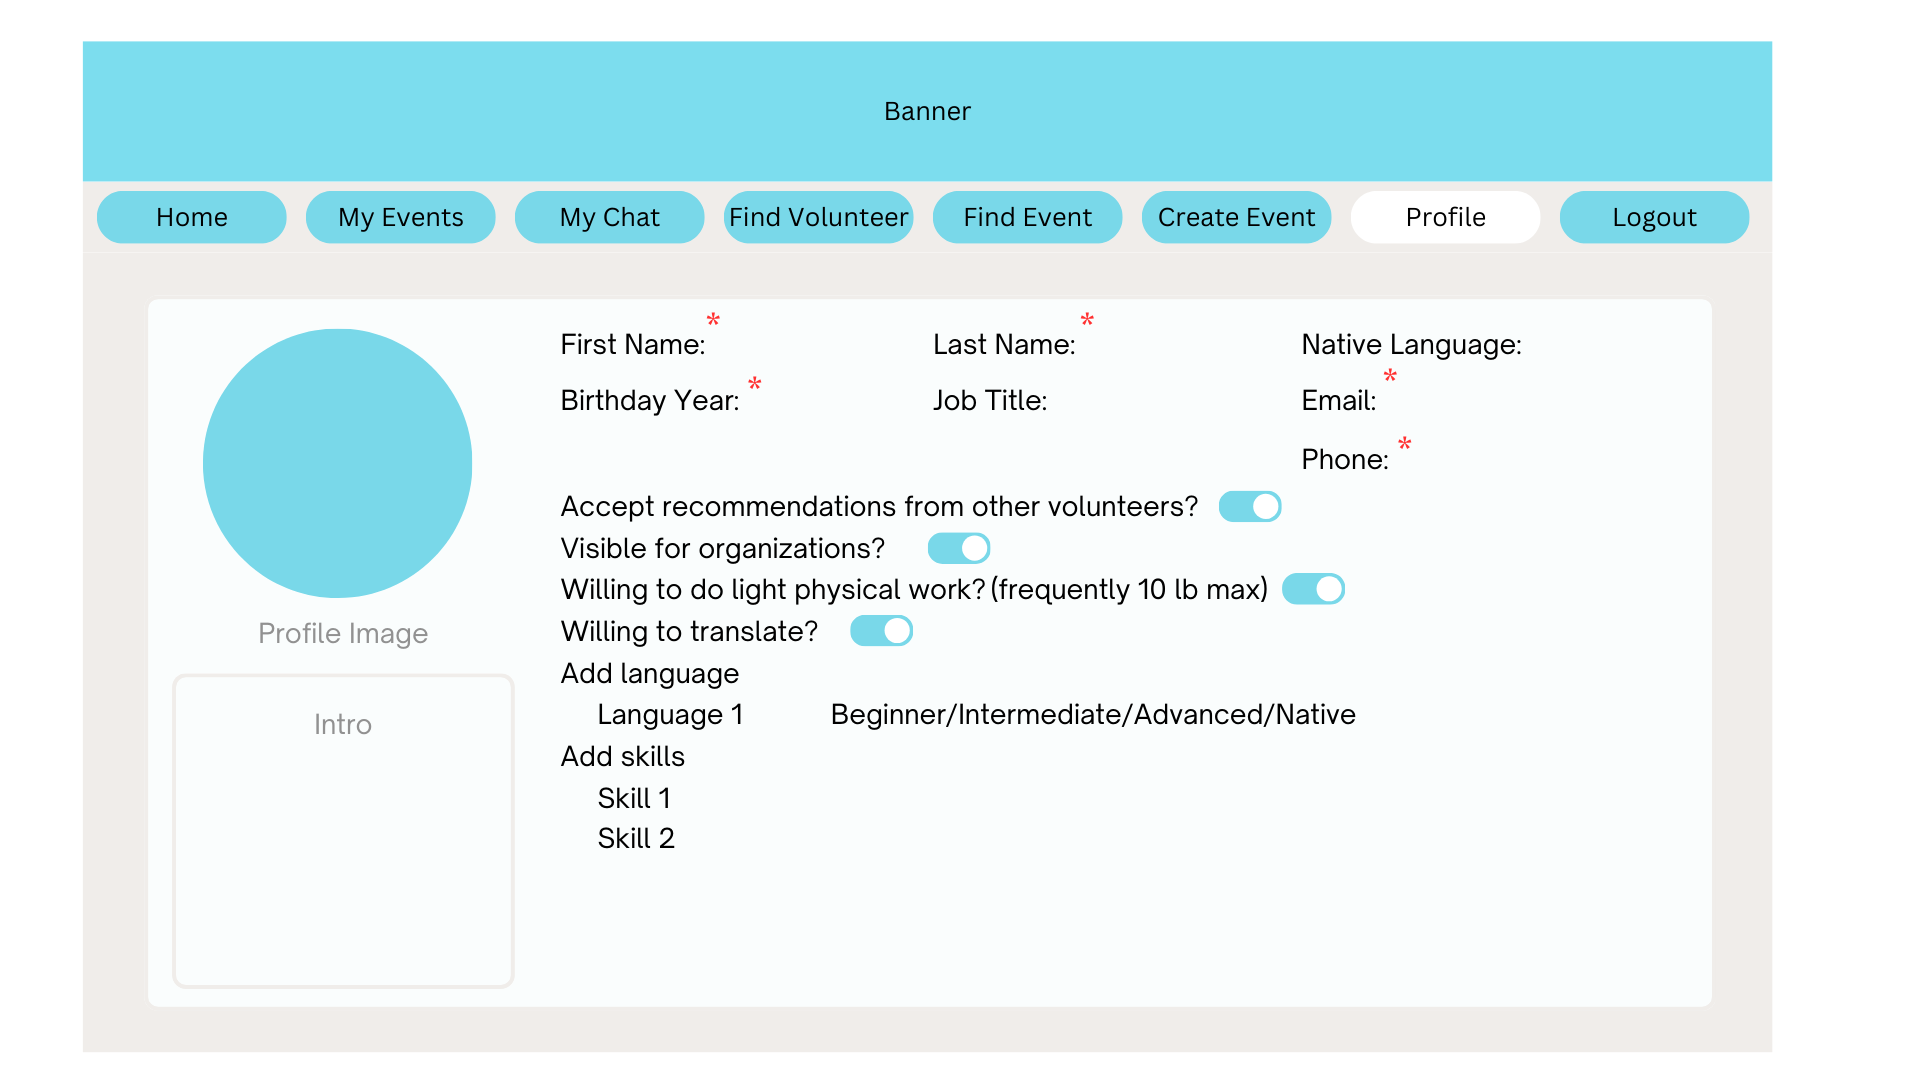 Banner
Home My Events My Chat Find Volunteer Find Event Create Event Profile Logout
First Name: * Last Name: * Native Language:
Birthday Year: * Job Title: Email: *
Phone: *
Accept recommendations from other volunteers?
Visible for organizations?
Willing to do light physical work? (frequently 10 lb max)
Willing to translate?
Add language
Language 1 Beginner/Intermediate/Advanced/Native
Add skills
Skill 1
Skill 2
Profile Image
Intro